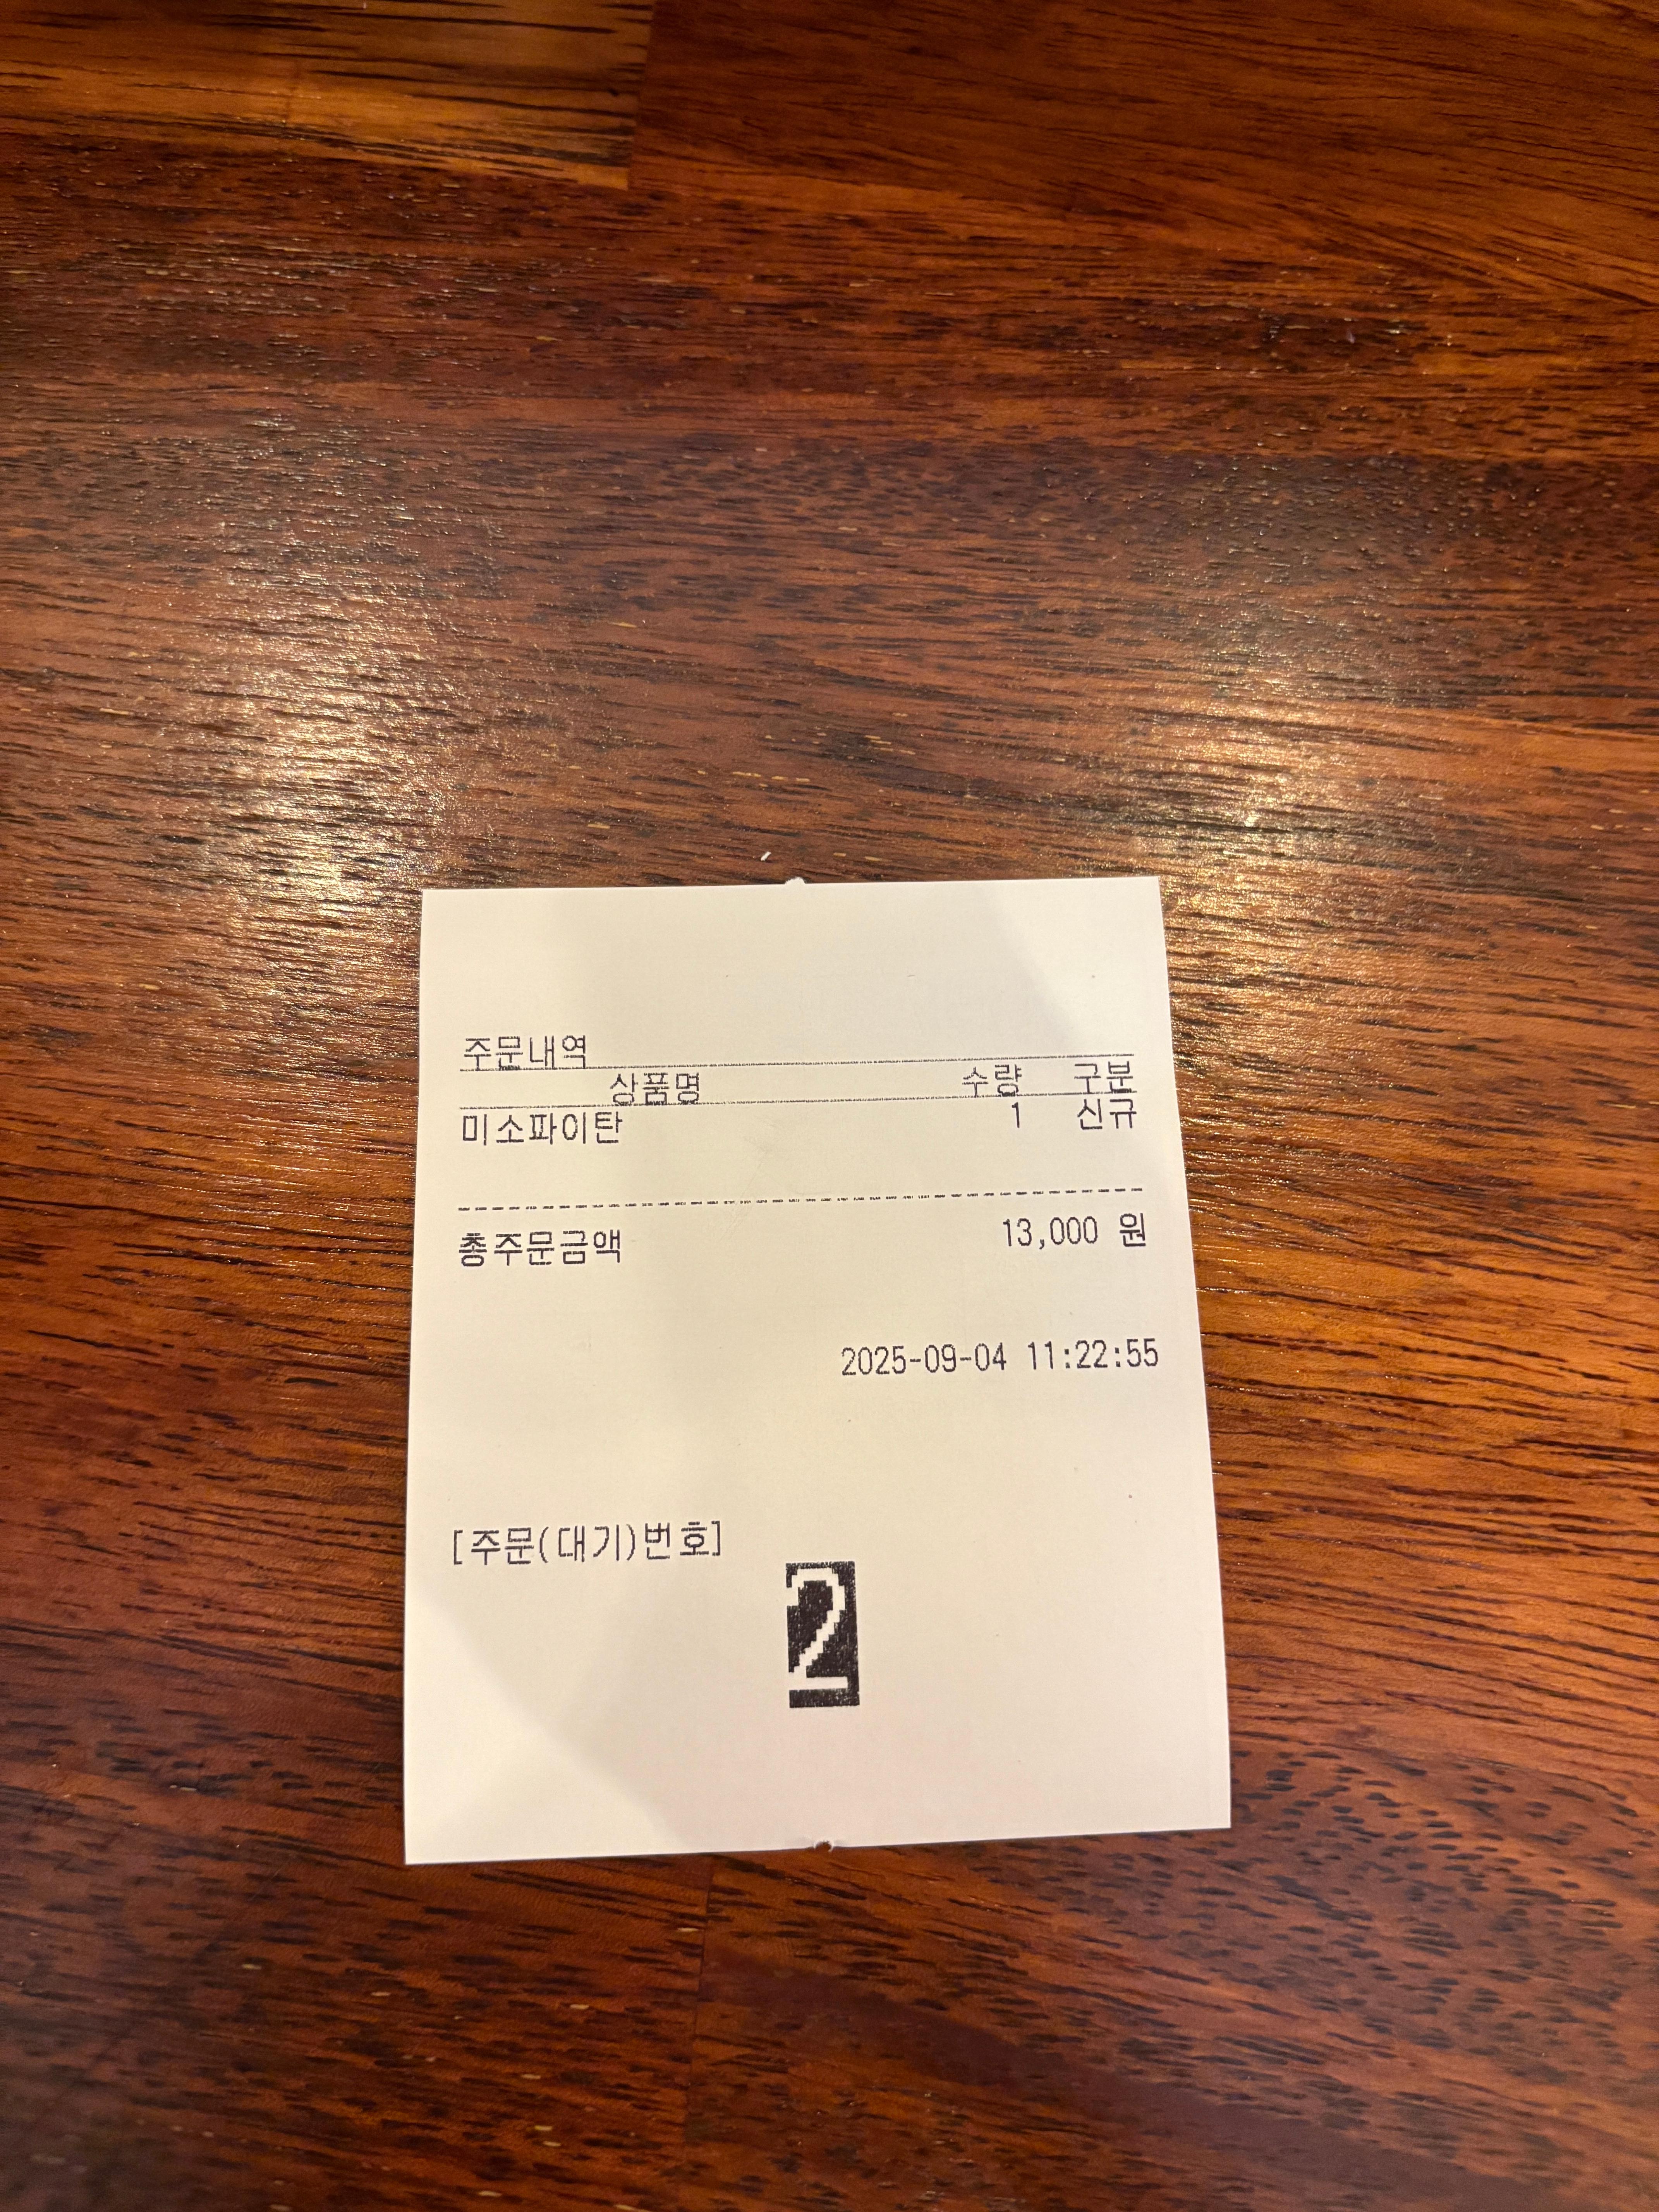 주문내역
상품명 수량 구분
미소파이탄 1 신규
총주문금액 13,000 원
2025-09-04 11:22:55
[주문(대기)번호]
2